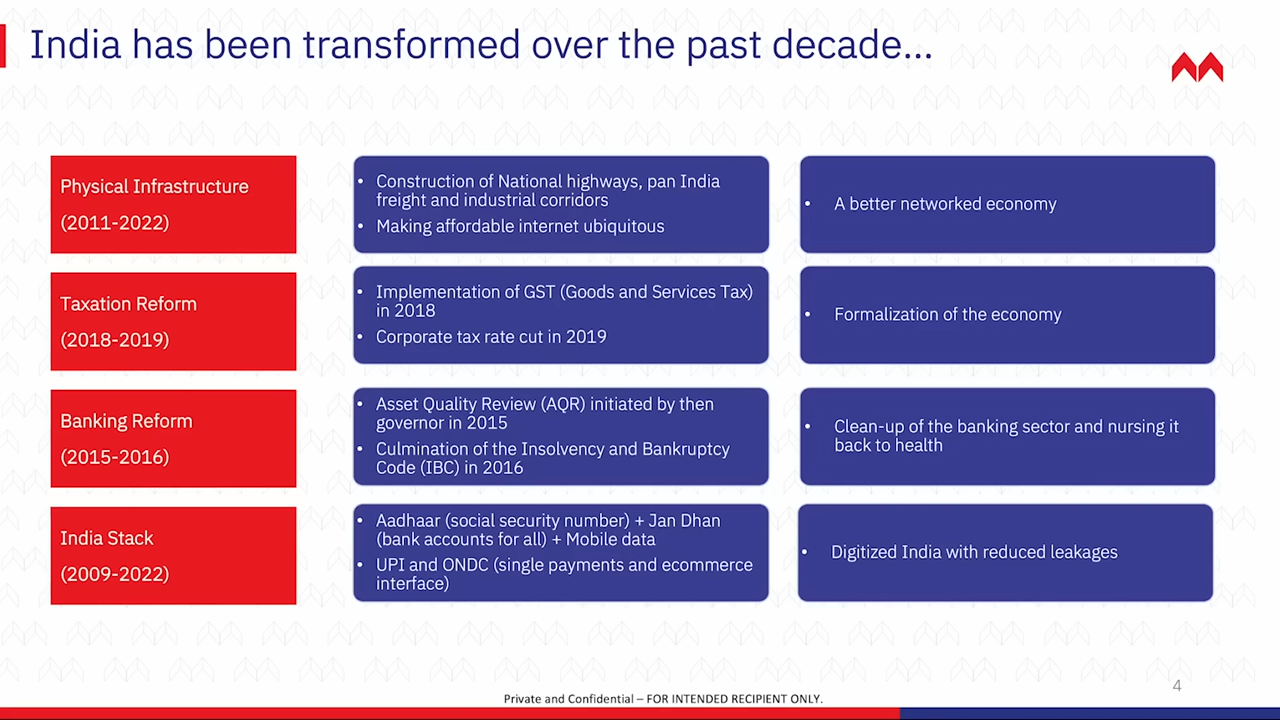 India has been transformed over the past decade...
Physical Infrastructure
(2011-2022)
• Construction of National highways, pan India
freight and industrial corridors
• Making affordable internet ubiquitous
• A better networked economy
Taxation Reform
(2018-2019)
• Implementation of GST (Goods and Services Tax)
in 2018
• Corporate tax rate cut in 2019
• Formalization of the economy
Banking Reform
(2015-2016)
• Asset Quality Review (AQR) initiated by then
governor in 2015
• Culmination of the Insolvency and Bankruptcy
Code (IBC) in 2016
• Clean-up of the banking sector and nursing it
back to health
India Stack
(2009-2022)
• Aadhaar (social security number) + Jan Dhan
(bank accounts for all) + Mobile data
• UPI and ONDC (single payments and ecommerce
interface)
• Digitized India with reduced leakages
4
Private and Confidential – FOR INTENDED RECIPIENT ONLY.